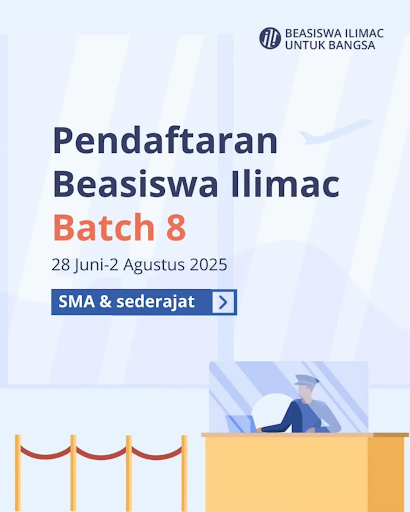 BEASISWA ILIMAC
UNTUK BANGSA
Pendaftaran
Beasiswa Ilimac
Batch 8
28 Juni-2 Agustus 2025
SMA & sederajat